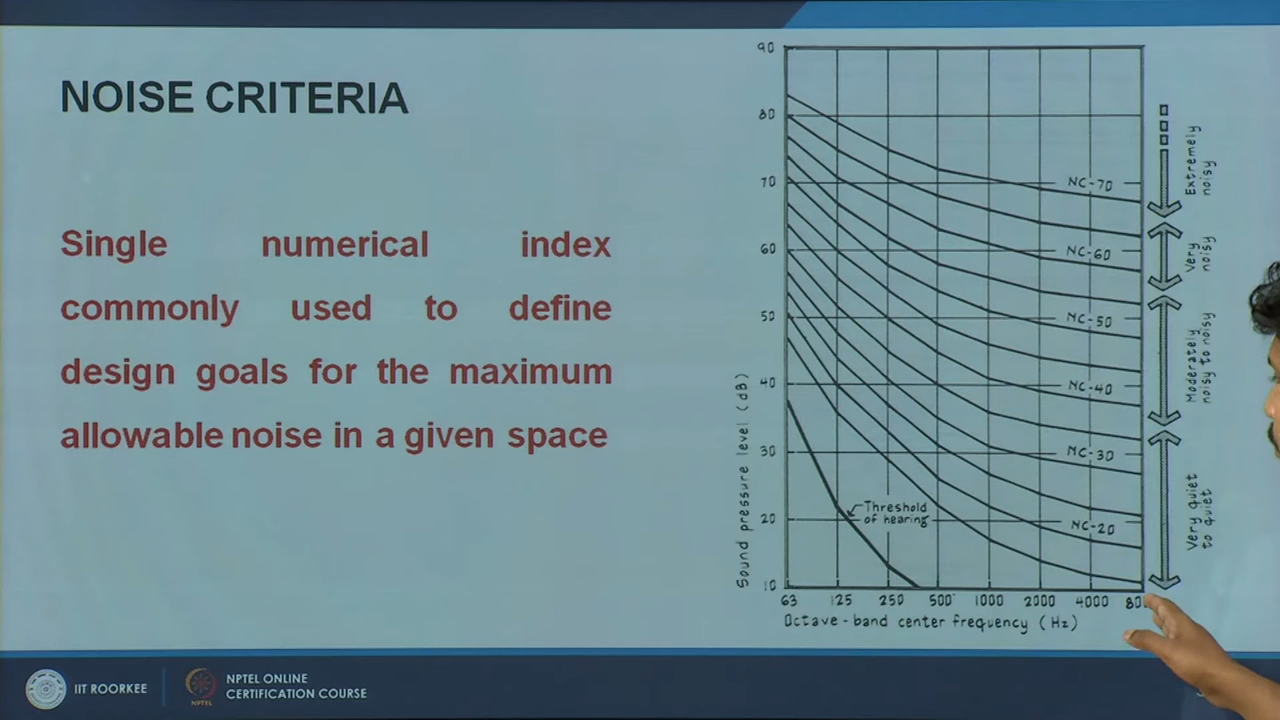 NOISE CRITERIA
Single numerical index
commonly used to define
design goals for the maximum
allowable noise in a given space
90
80
70
60
50
40
30
20
10
Sound pressure level (dB)
63 125 250 500 1000 2000 4000
Octave-band center frequency (Hz)
NC-70
NC-60
NC-50
NC-40
NC-30
NC-20
Threshold
of hearing
Extremely
noisy
Very
noisy
Moderately
noisy to noisy
Very quiet
to quiet
IIT ROORKEE
NPTEL
NPTEL ONLINE
CERTIFICATION COURSE